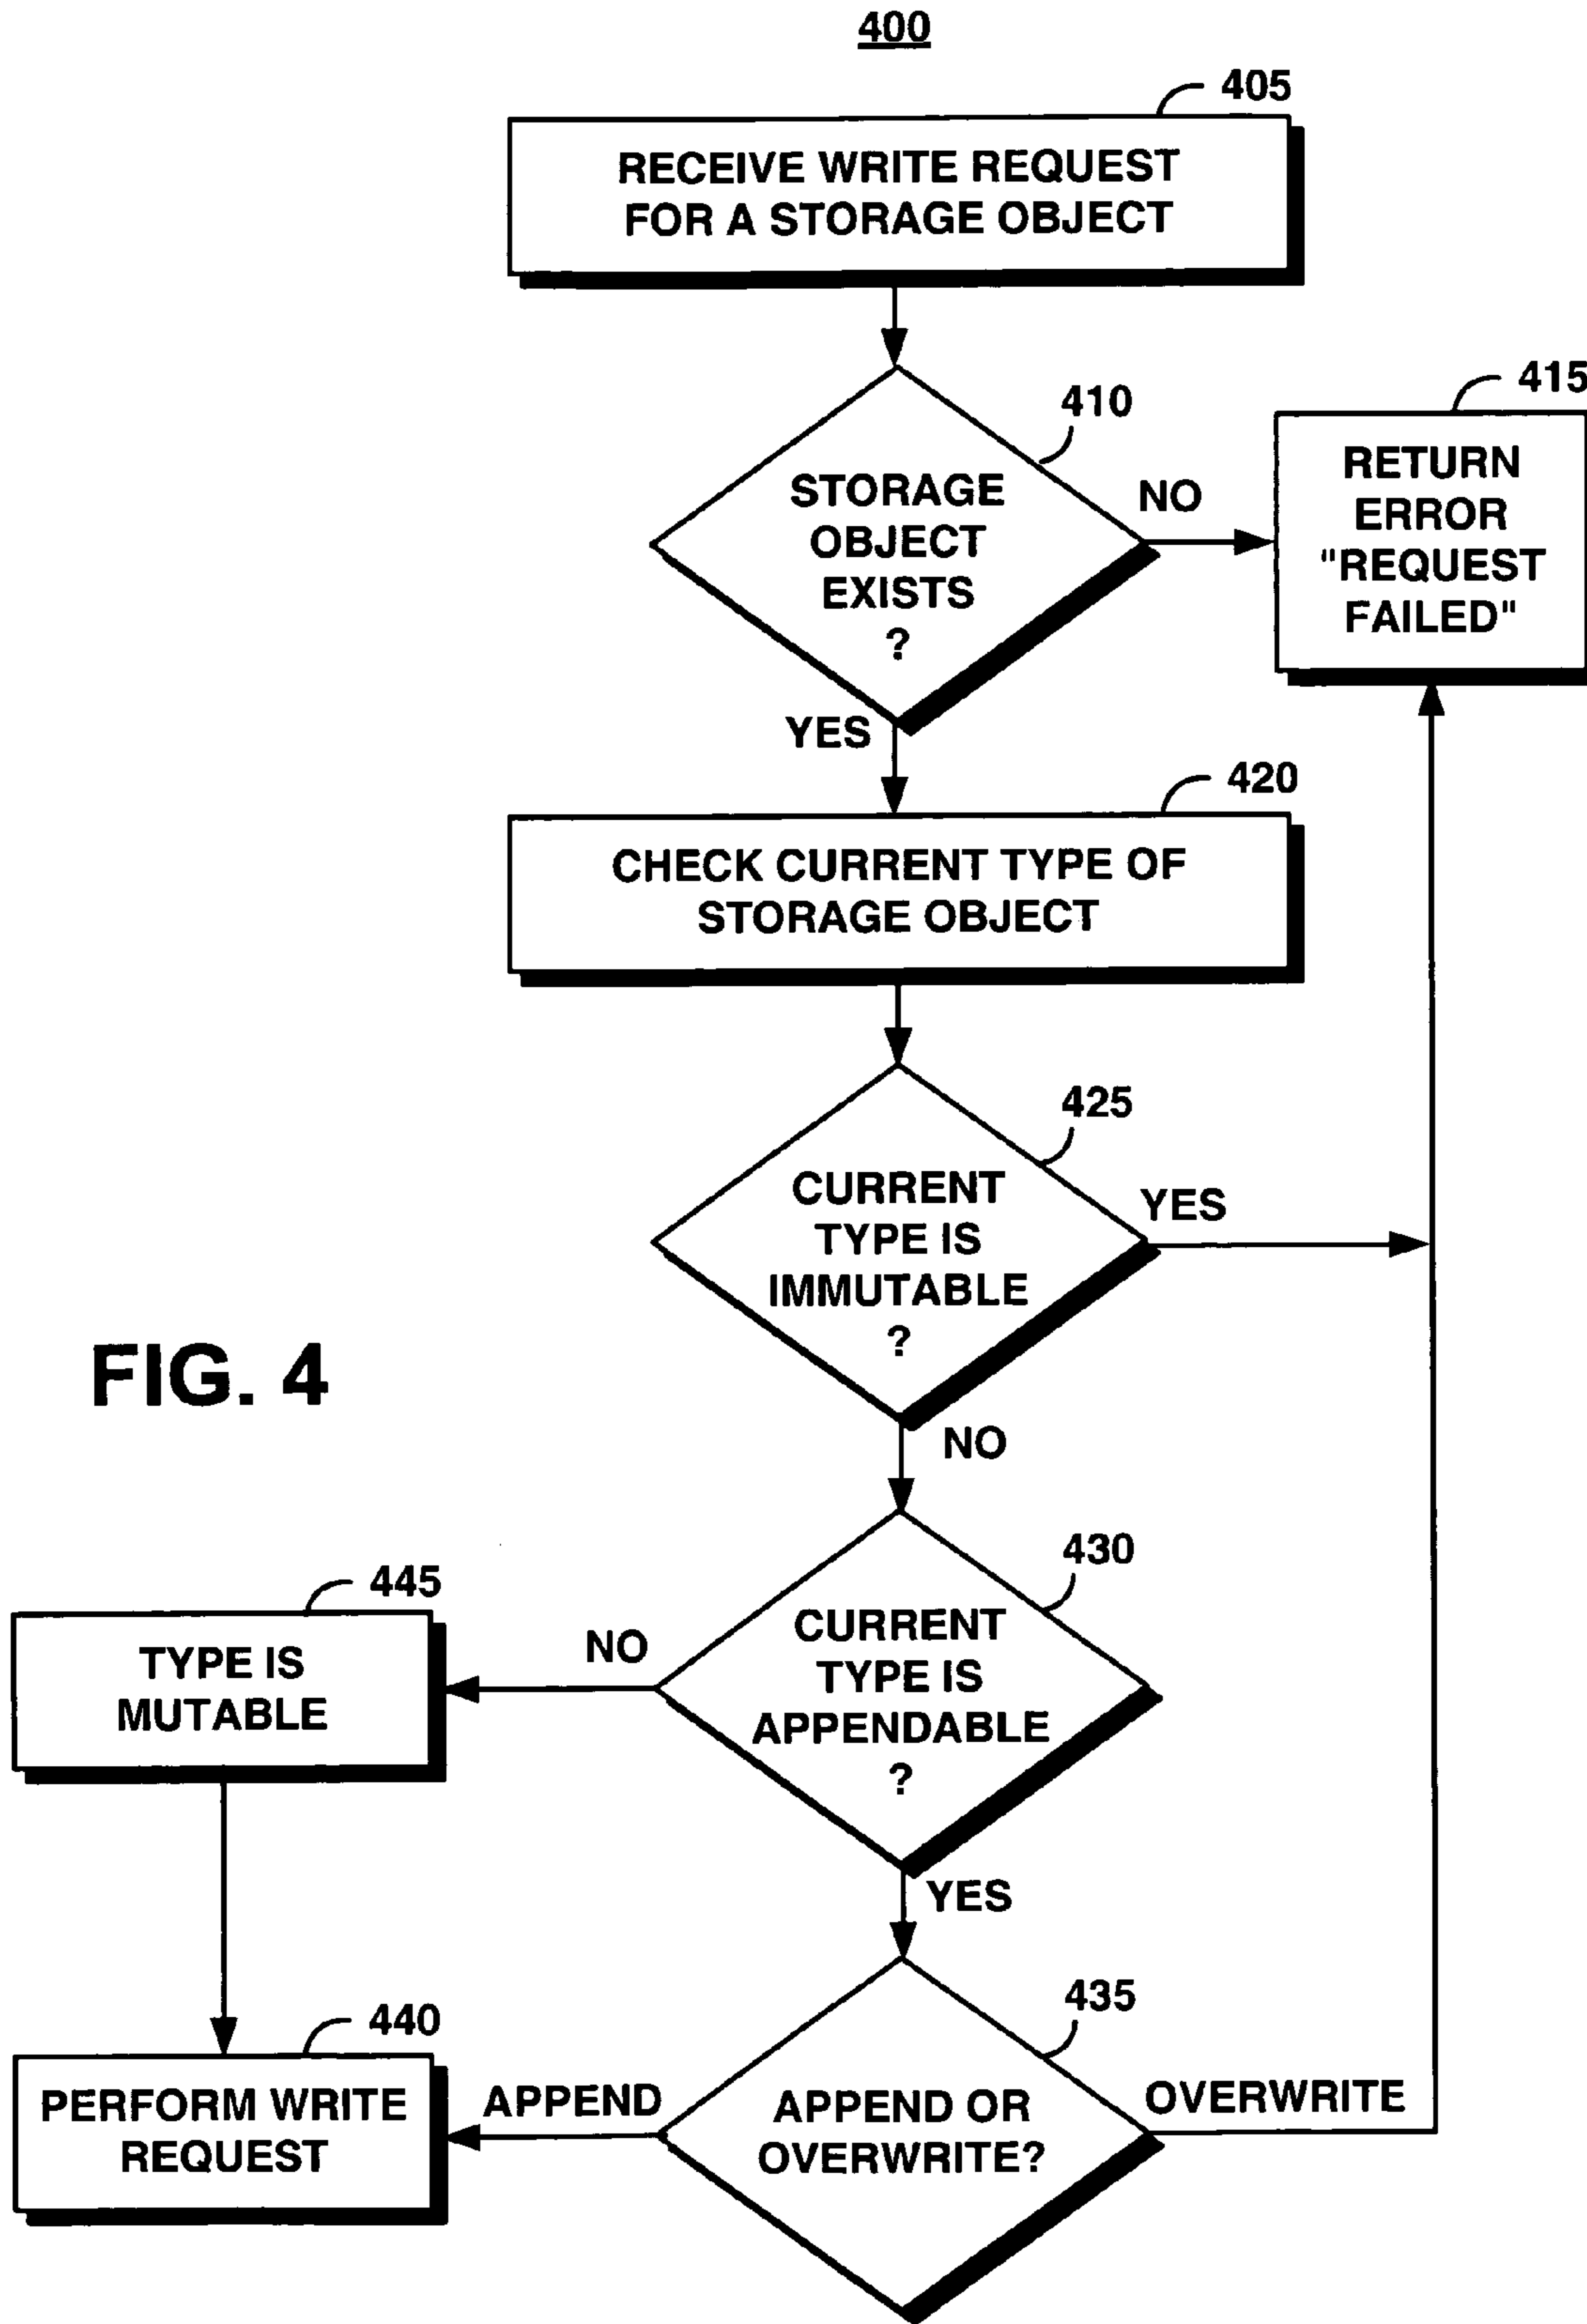 400
405
RECEIVE WRITE REQUEST
FOR A STORAGE OBJECT
410
STORAGE
OBJECT
EXISTS
?
NO
415
RETURN
ERROR
"REQUEST
FAILED"
YES
420
CHECK CURRENT TYPE OF
STORAGE OBJECT
425
CURRENT
TYPE IS
IMMUTABLE
?
YES
FIG. 4
NO
430
CURRENT
TYPE IS
APPENDABLE
?
NO
445
TYPE IS
MUTABLE
YES
435
APPEND OR
OVERWRITE?
OVERWRITE
APPEND
440
PERFORM WRITE
REQUEST